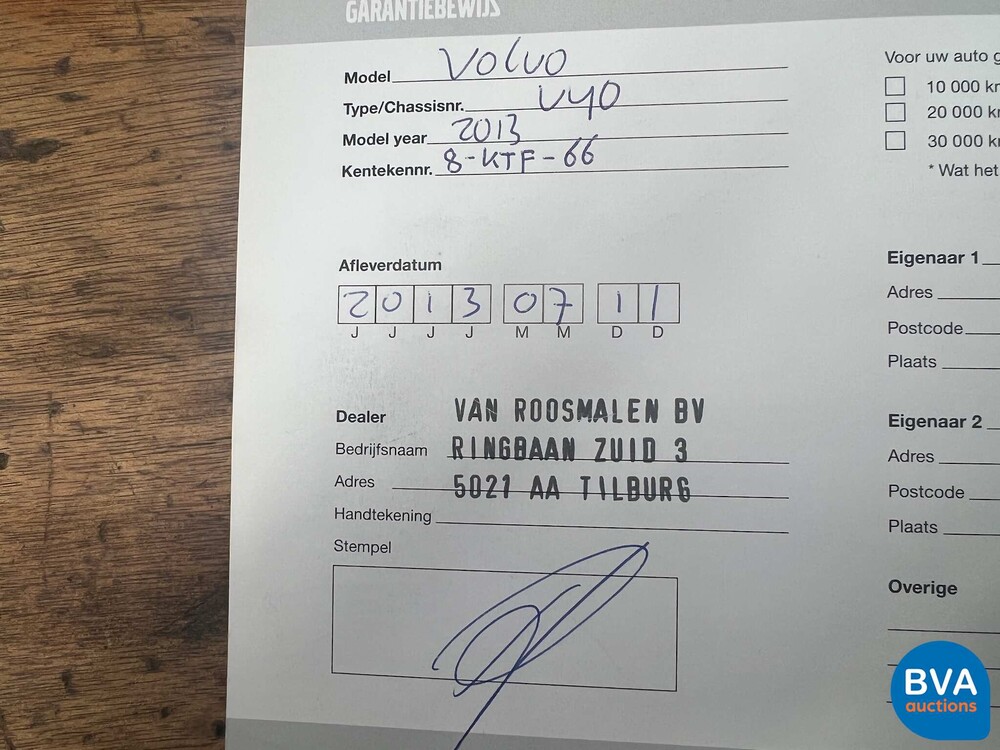 GARANTIEBEWIJS
Model Volvo
Type/Chassisnr. V40
Model year 2013
Kentekennr. 8-KTF-66
Afleverdatum
2 0 1 3 0 7 1 1
J J J J M M D D
Dealer VAN ROOSMALEN BV
Bedrijfsnaam RINGBAAN ZUID 3
Adres 5021 AA TILBURG
Handtekening
Stempel
Voor uw auto
10 000
20 000
30 000
* Wat het
Eigenaar 1
Adres
Postcode
Plaats
Eigenaar 2
Adres
Postcode
Plaats
Overige
BVA
auctions